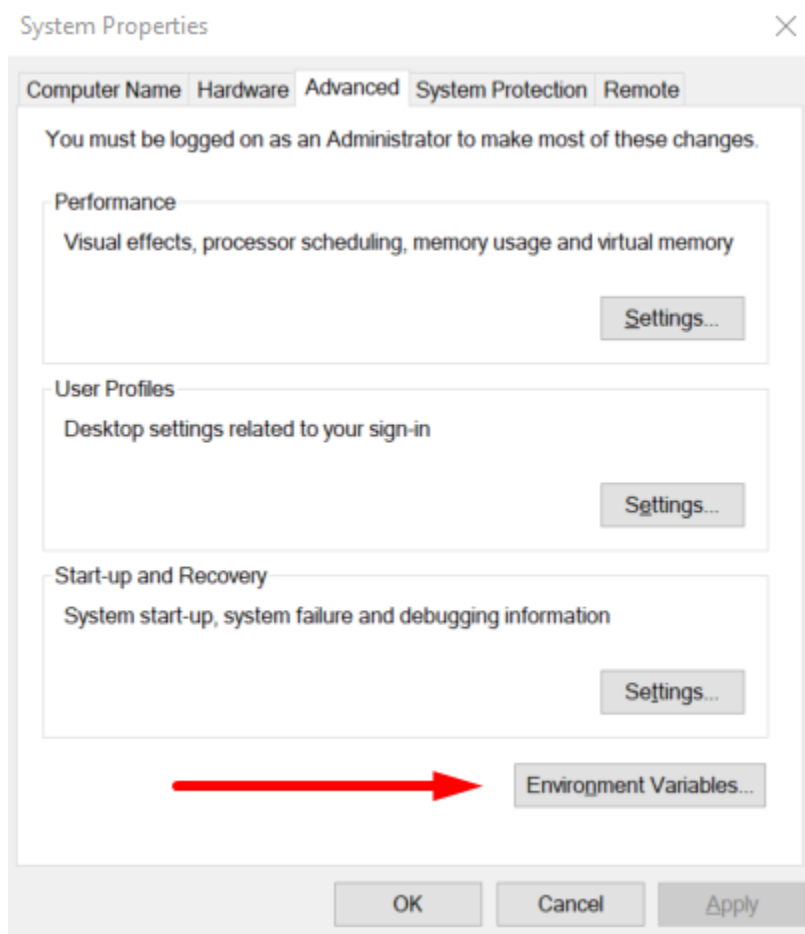 System Properties
Computer Name Hardware Advanced System Protection Remote
You must be logged on as an Administrator to make most of these changes.
Performance
Visual effects, processor scheduling, memory usage and virtual memory
Settings...
User Profiles
Desktop settings related to your sign-in
Settings...
Start-up and Recovery
System start-up, system failure and debugging information
Settings...
Environment Variables...
OK Cancel Apply